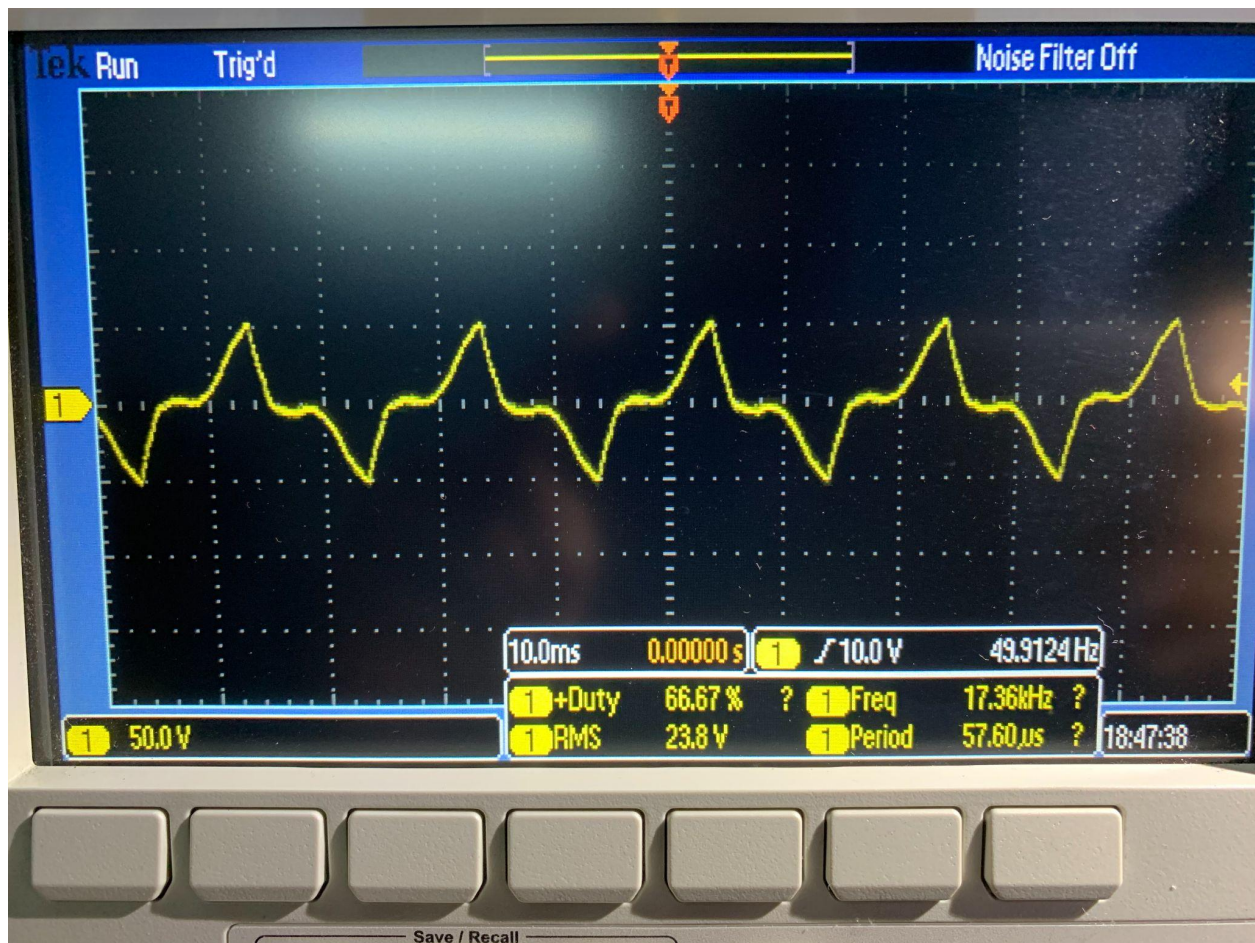 Tek Run Trig'd Noise Filter Off
T
T
1
10.0ms 0.00000 s 1 10.0 V 49.9124 Hz
1 +Duty 66.67 % ? 1 Freq 17.36kHz ?
1 50.0 V 1 RMS 23.8 V 1 Period 57.60µs ? 18:47:38
Save / Recall